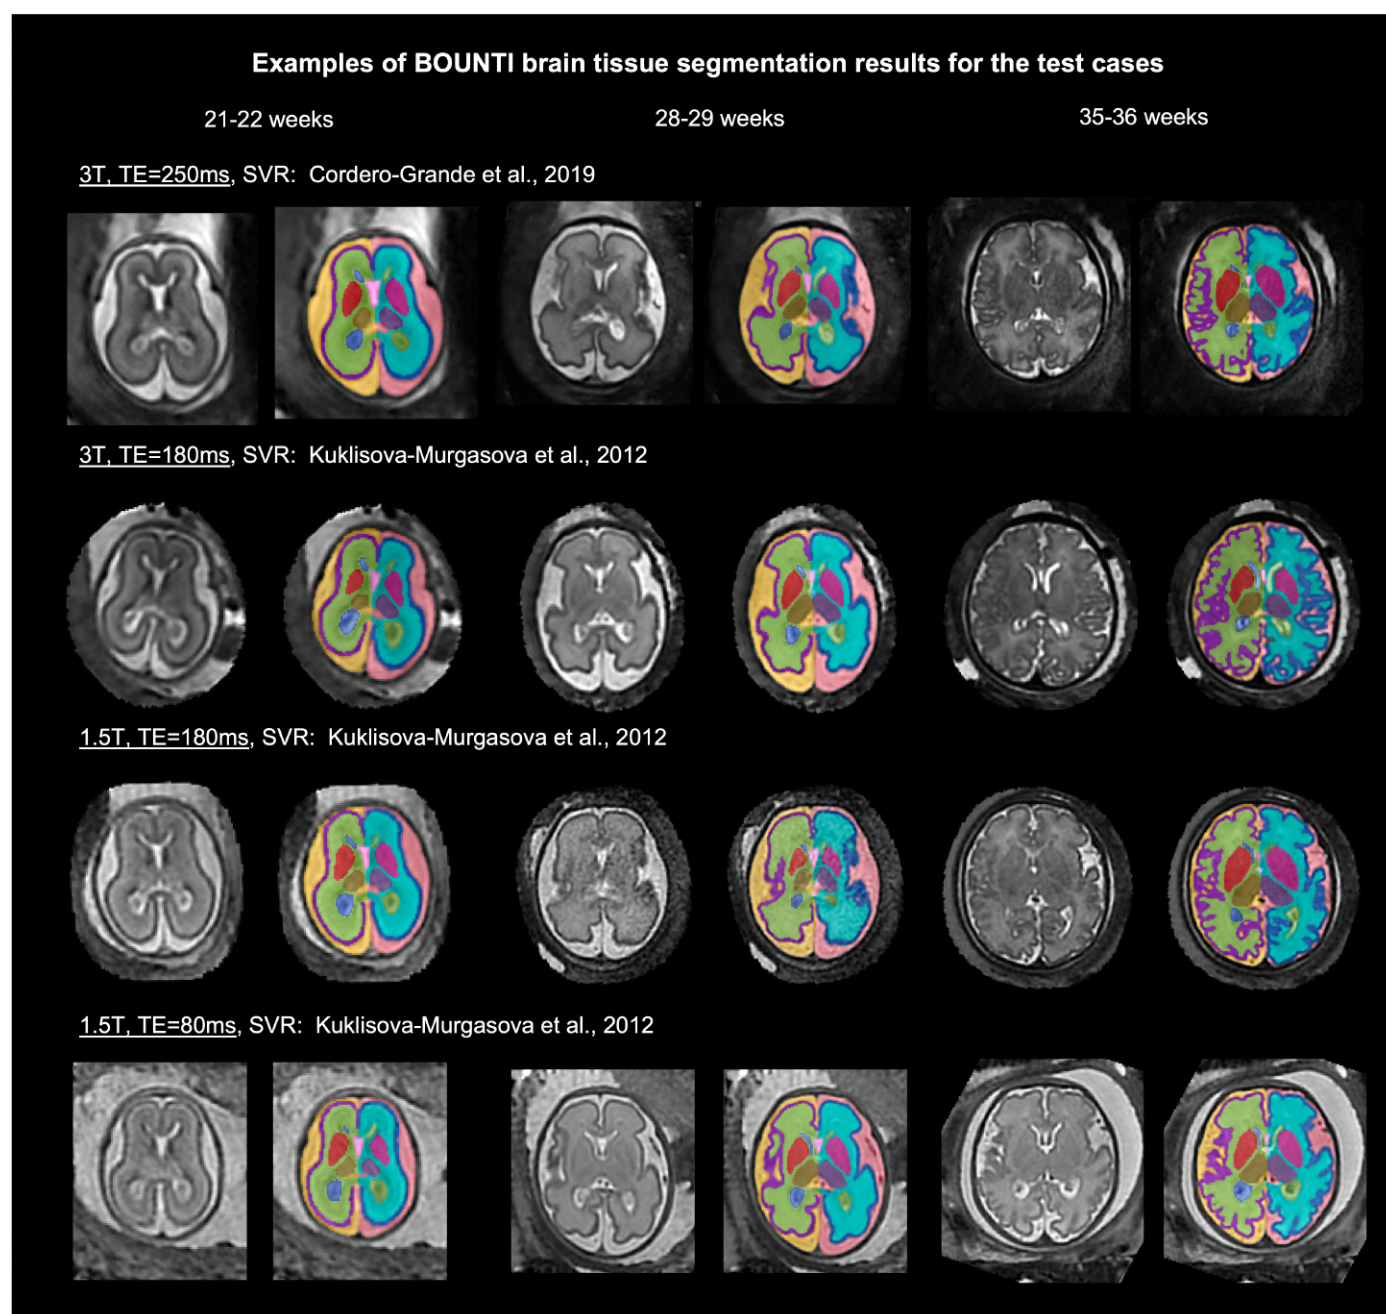 Examples of BOUNTI brain tissue segmentation results for the test cases
21-22 weeks 28-29 weeks 35-36 weeks
3T, TE=250ms, SVR: Cordero-Grande et al., 2019
3T, TE=180ms, SVR: Kuklisova-Murgasova et al., 2012
1.5T, TE=180ms, SVR: Kuklisova-Murgasova et al., 2012
1.5T, TE=80ms, SVR: Kuklisova-Murgasova et al., 2012